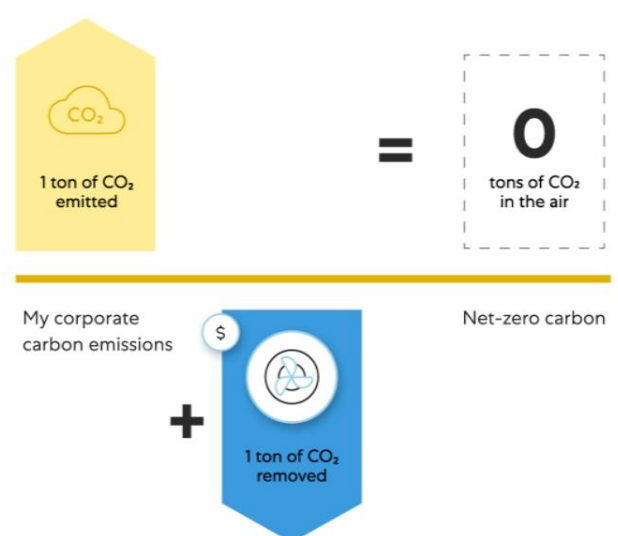 CO₂
1 ton of CO₂
emitted
=
0
tons of CO₂
in the air
My corporate
carbon emissions
Net-zero carbon
+
$
1 ton of CO₂
removed